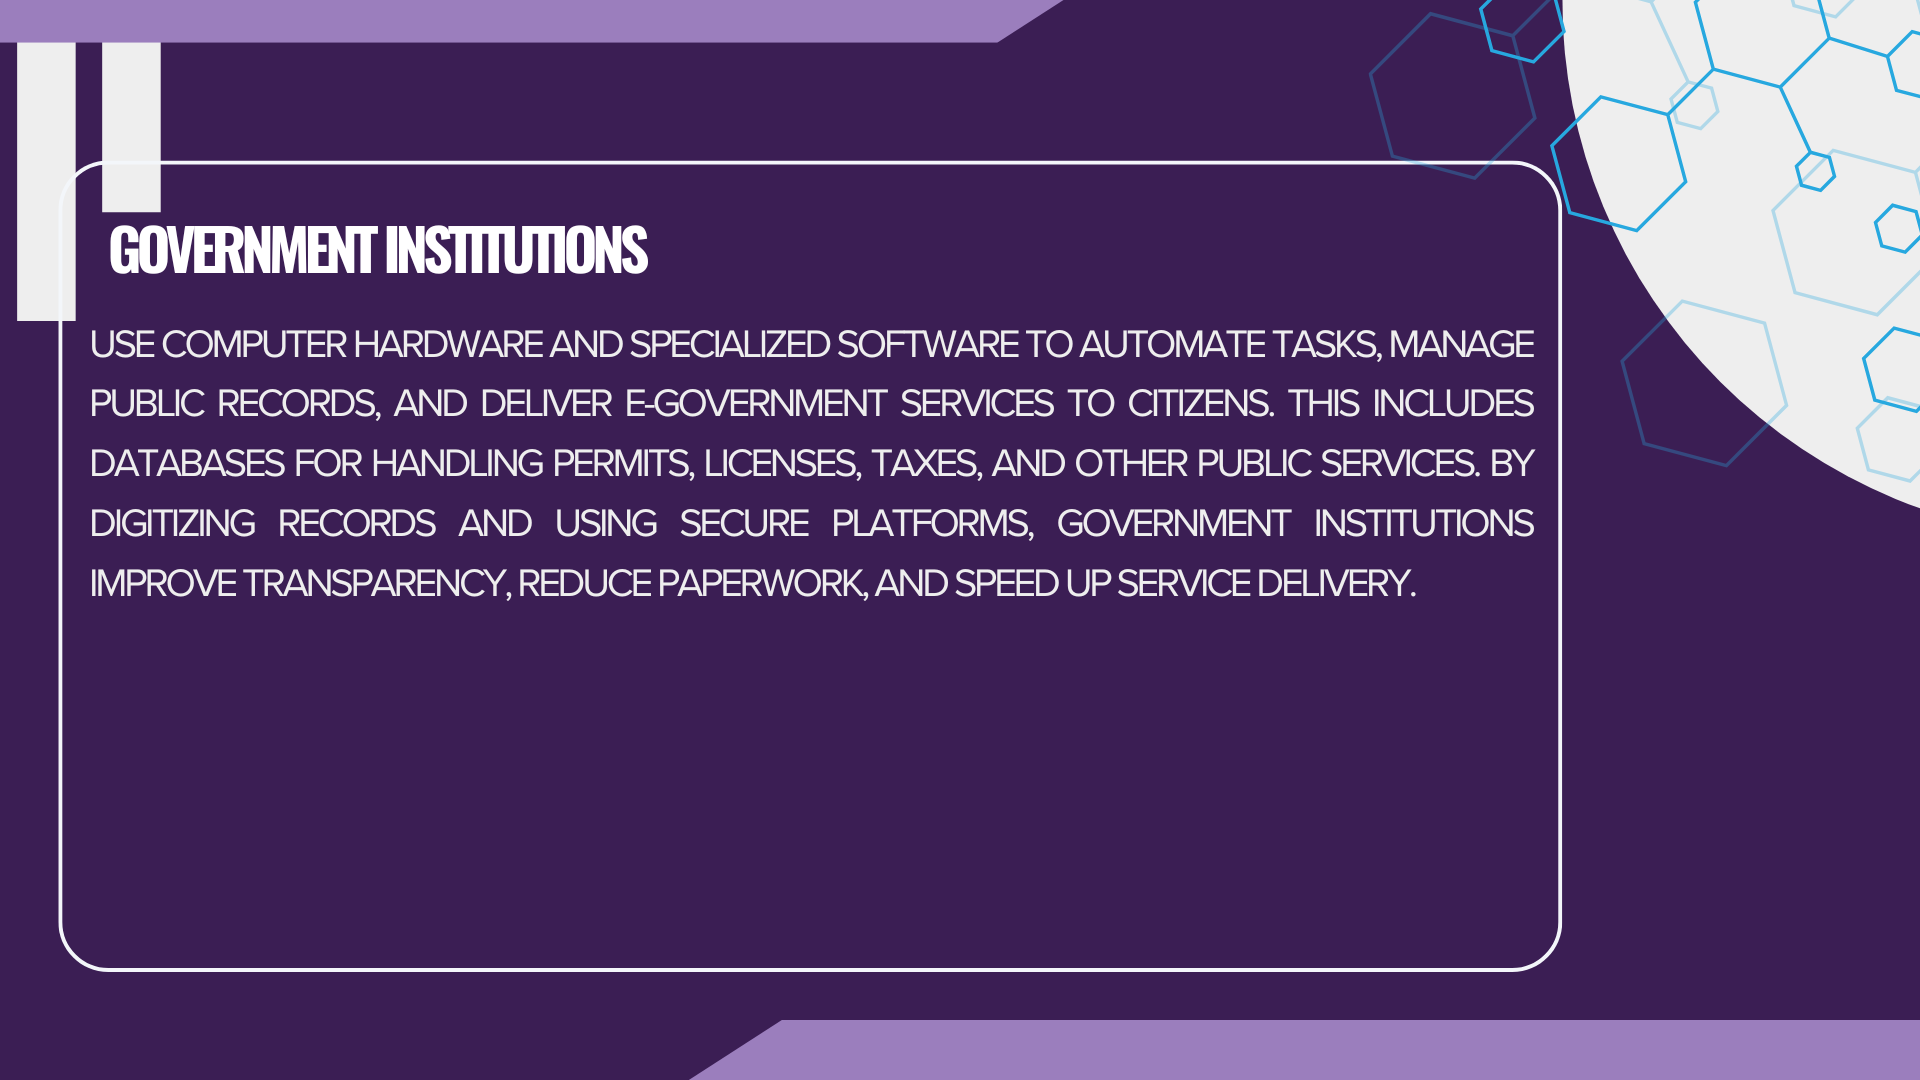 GOVERNMENT INSTITUTIONS
USE COMPUTER HARDWARE AND SPECIALIZED SOFTWARE TO AUTOMATE TASKS, MANAGE
PUBLIC RECORDS, AND DELIVER E-GOVERNMENT SERVICES TO CITIZENS. THIS INCLUDES
DATABASES FOR HANDLING PERMITS, LICENSES, TAXES, AND OTHER PUBLIC SERVICES. BY
DIGITIZING RECORDS AND USING SECURE PLATFORMS, GOVERNMENT INSTITUTIONS
IMPROVE TRANSPARENCY, REDUCE PAPERWORK, AND SPEED UP SERVICE DELIVERY.